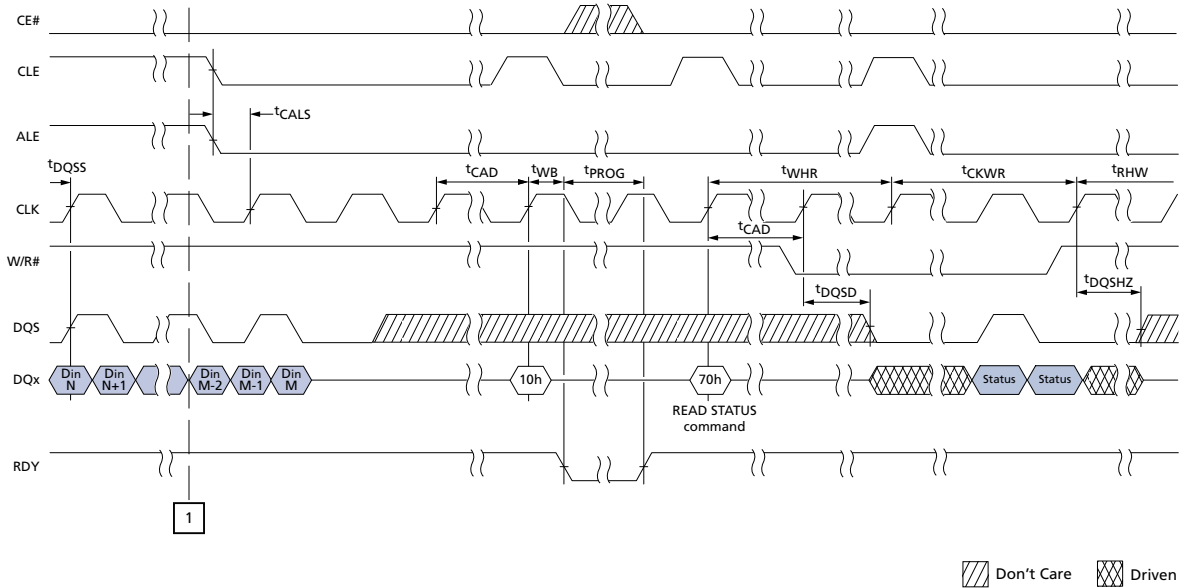 CE#
CLE
tCALS
ALE
tDQSS
tCAD
tWB
tPROG
tWHR
tCKWR
tRHW
CLK
tCAD
W/R#
tDQSD
tDQSHZ
DQS
DQx
Din N
Din N+1
Din M-2
Din M-1
Din M
10h
70h
Status
Status
READ STATUS
command
RDY
1
Don't Care
Driven